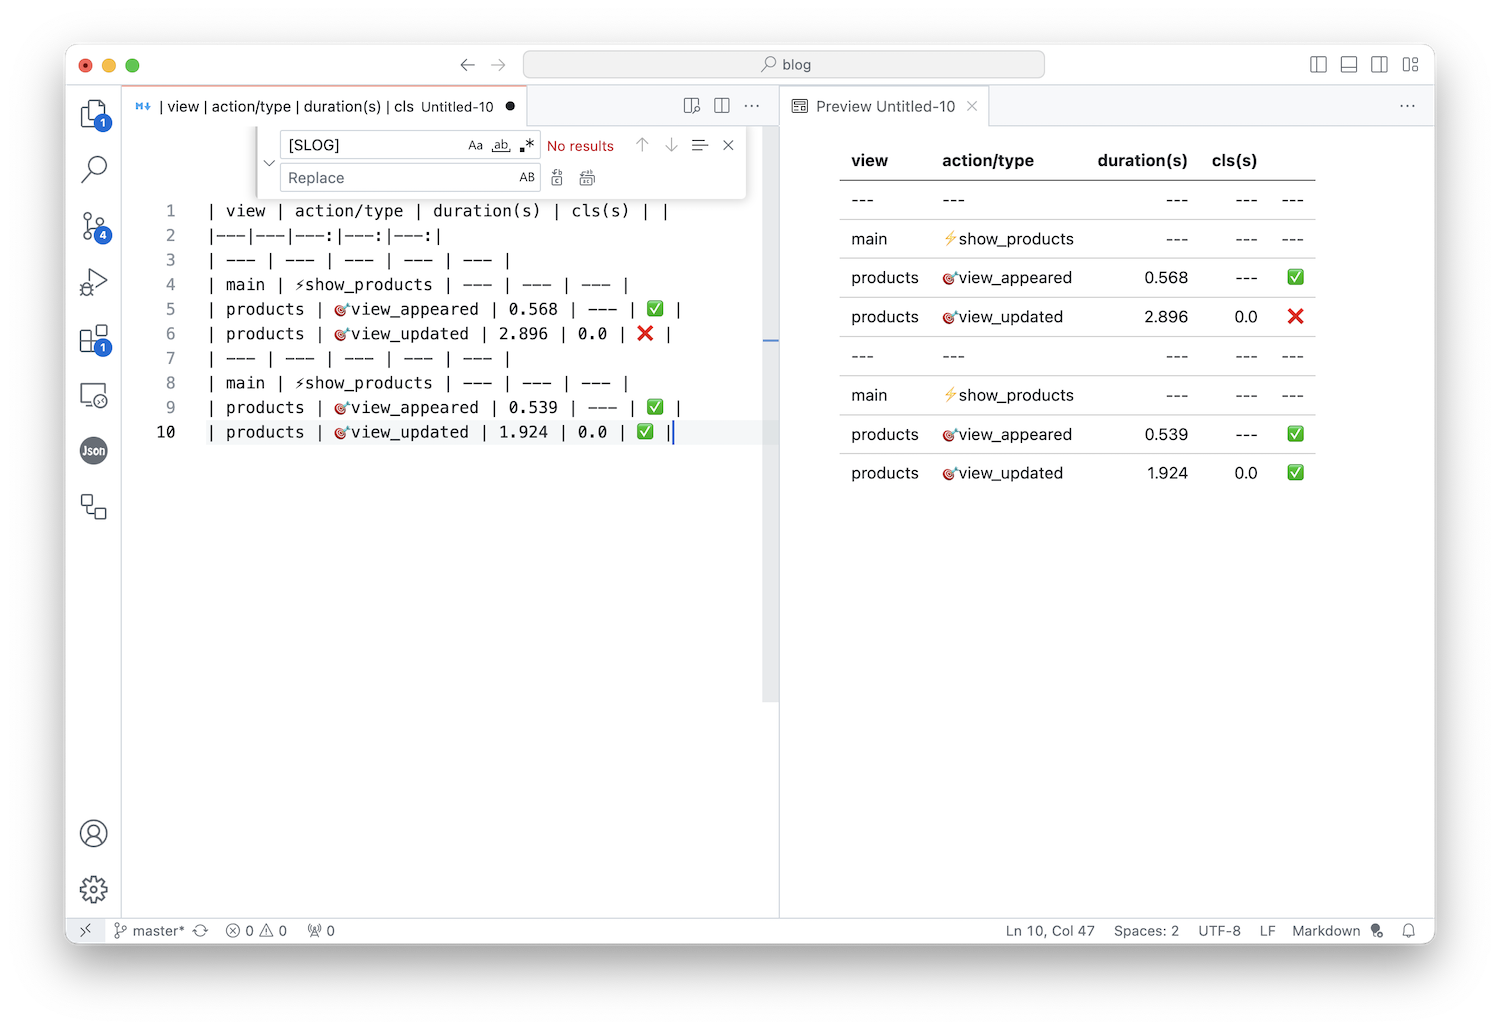 blog
| view | action/type | duration(s) | cls Untitled-10
Preview Untitled-10
[SLOG] Aa ab .* No results
Replace AB
1 | view | action/type | duration(s) | cls(s) | |
2 |---|---|---:|---:|---:|
3 | --- | --- | --- | --- | --- |
4 | main | ⚡show_products | --- | --- | --- |
5 | products | 🎯view_appeared | 0.568 | --- | ✅ |
6 | products | 🎯view_updated | 2.896 | 0.0 | ❌ |
7 | --- | --- | --- | --- | --- |
8 | main | ⚡show_products | --- | --- | --- |
9 | products | 🎯view_appeared | 0.539 | --- | ✅ |
10 | products | 🎯view_updated | 1.924 | 0.0 | ✅ |
view action/type duration(s) cls(s)
--- --- --- --- ---
main ⚡show_products --- --- ---
products 🎯view_appeared 0.568 --- ✅
products 🎯view_updated 2.896 0.0 ❌
--- --- --- --- ---
main ⚡show_products --- --- ---
products 🎯view_appeared 0.539 --- ✅
products 🎯view_updated 1.924 0.0 ✅
1
4
1
Json
master* 0 0 0 Ln 10, Col 47 Spaces: 2 UTF-8 LF Markdown